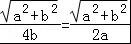 √(a²+b²)/4b = √(a²+b²)/2a